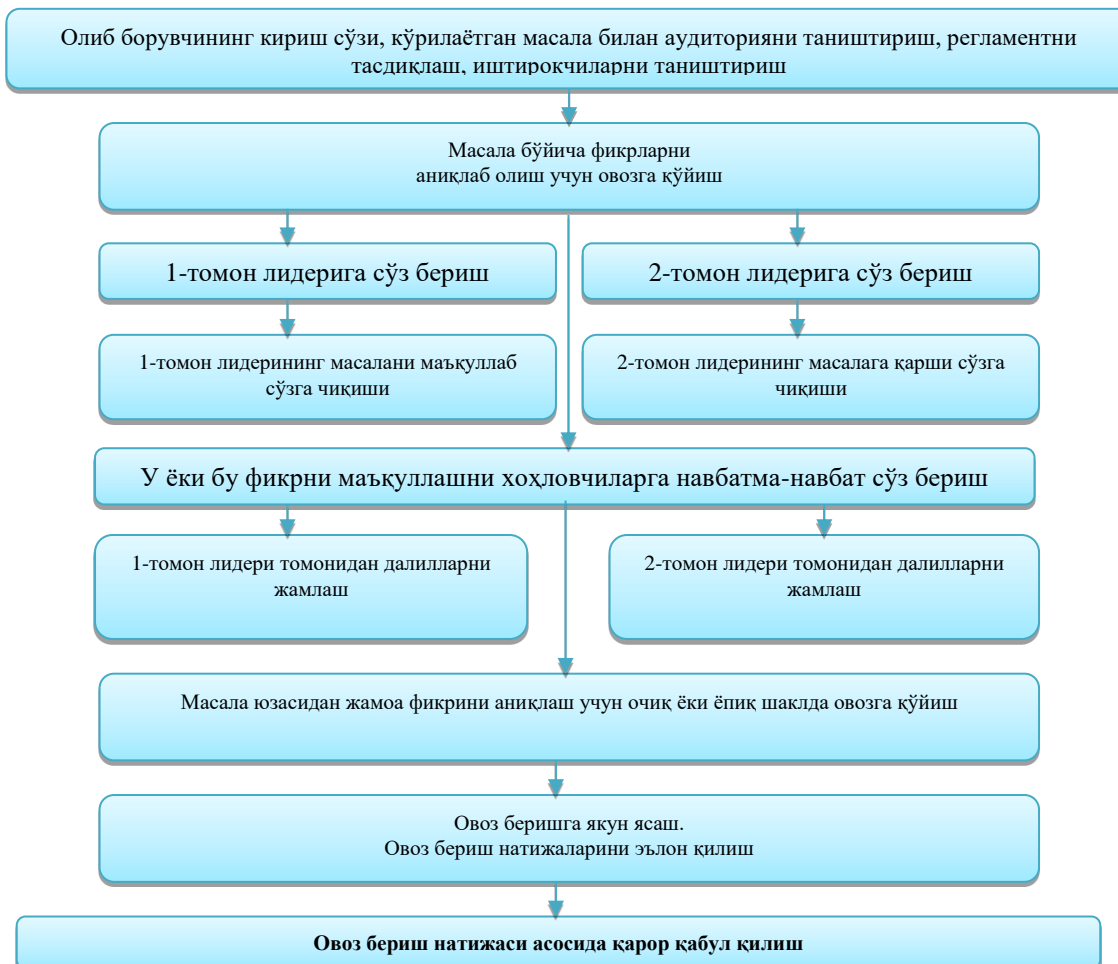 Олиб борувчининг кириш сўзи, кўрилаётган масала билан аудиторияни таништириш, регламентни
тасдиқлаш, иштирокчиларни таништириш
Масала бўйича фикрларни
аниқлаб олиш учун овозга қўйиш
1-томон лидерига сўз бериш
2-томон лидерига сўз бериш
1-томон лидерининг масалани маъқуллаб
сўзга чиқиши
2-томон лидерининг масалага қарши сўзга
чиқиши
У ёки бу фикрни маъқуллашни хоҳловчиларга навбатма-навбат сўз бериш
1-томон лидери томонидан далилларни
жамлаш
2-томон лидери томонидан далилларни
жамлаш
Масала юзасидан жамоа фикрини аниқлаш учун очиқ ёки ёпиқ шаклда овозга қўйиш
Овоз беришга якун ясаш.
Овоз бериш натижаларини эълон қилиш
Овоз бериш натижаси асосида қарор қабул қилиш